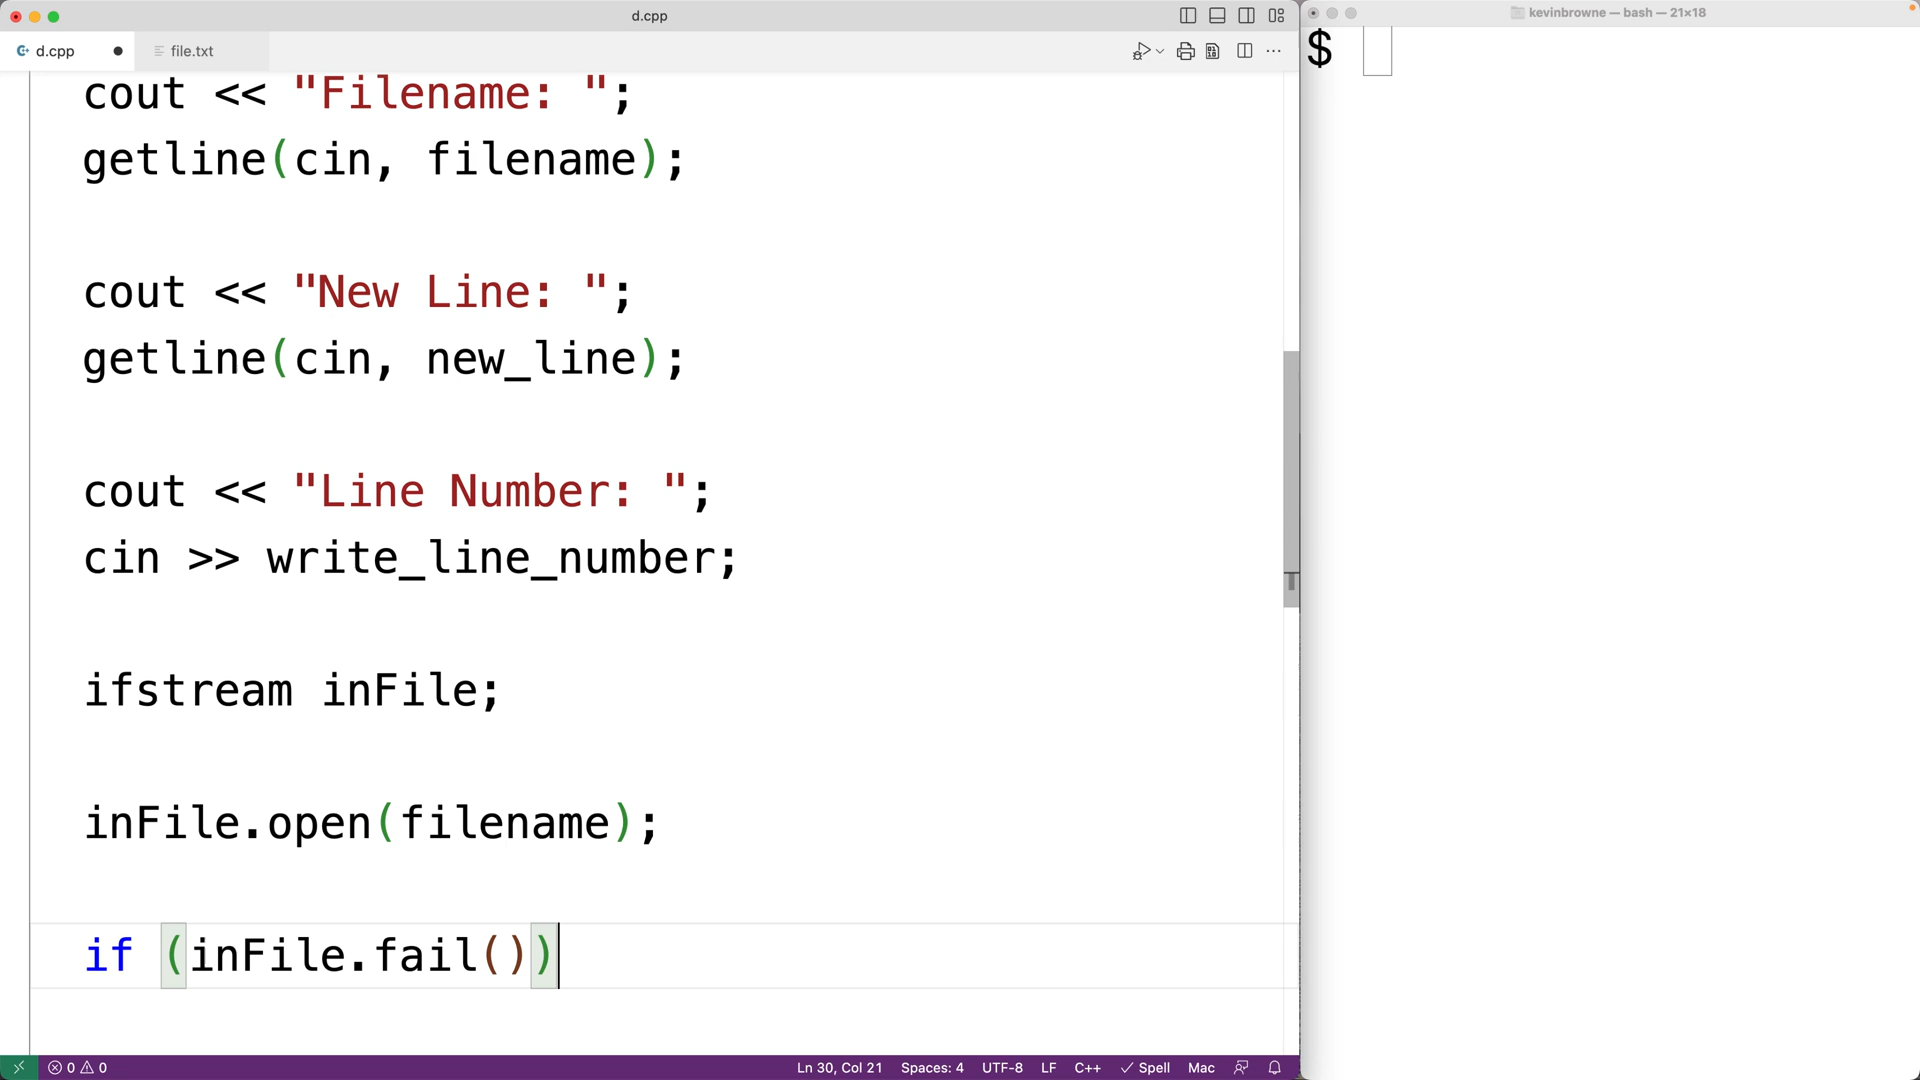 d.cpp
kevinbrowne — bash — 21×18
d.cpp
file.txt
$
cout << "Filename: ";
getline(cin, filename);
cout << "New Line: ";
getline(cin, new_line);
cout << "Line Number: ";
cin >> write_line_number;
ifstream inFile;
inFile.open(filename);
if (inFile.fail())
0 0 Ln 30, Col 21 Spaces: 4 UTF-8 LF C++ Spell Mac